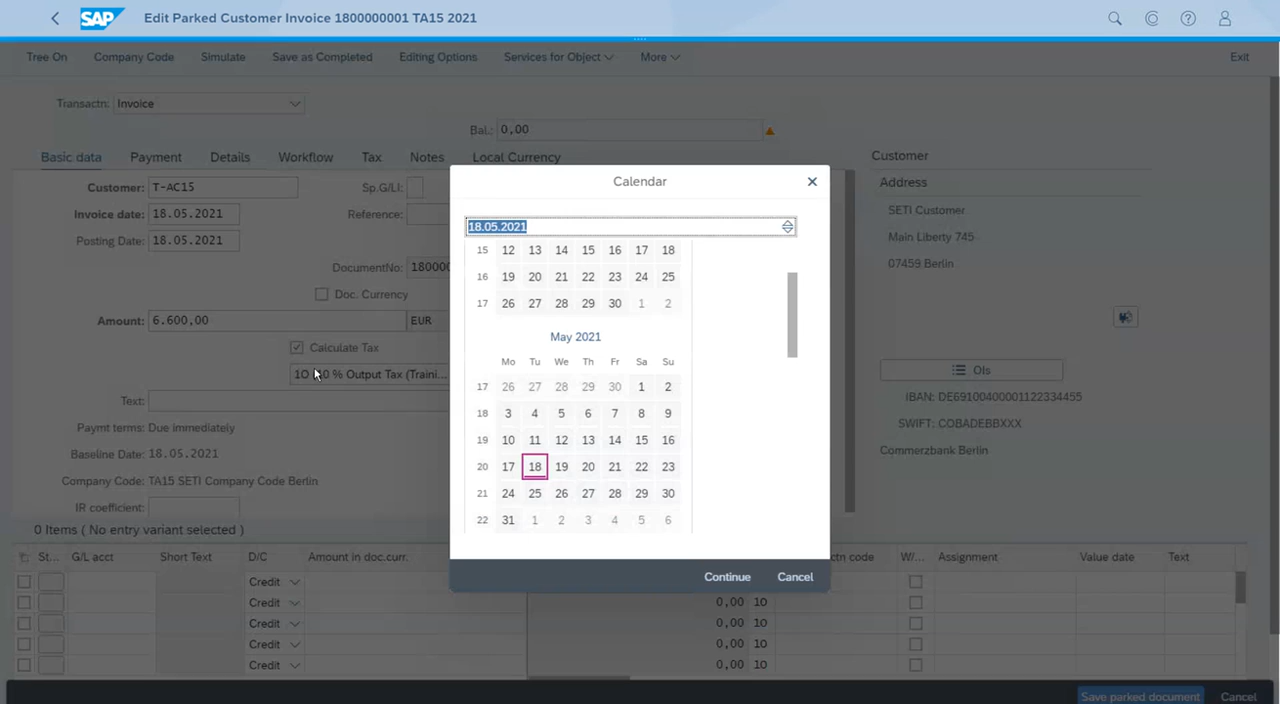 SAP Edit Parked Customer Invoice 1800000001 TA15 2021
Tree On Company Code Simulate Save as Completed Editing Options Services for Object More Exit
Transactn: Invoice
Bal.: 0,00
Basic data Payment Details Workflow Tax Notes Local Currency
Customer: T-AC15 Sp.G/L:
Invoice date: 18.05.2021 Reference:
Posting Date: 18.05.2021
DocumentNo: 180000
Doc. Currency
Amount: 6.600,00 EUR
Calculate Tax
Output Tax (Traini...
Text:
Paymt terms: Due immediately
Baseline Date: 18.05.2021
Company Code: TA15 SETI Company Code Berlin
IR coefficient:
Calendar
18.05.2021
15 12 13 14 15 16 17 18
16 19 20 21 22 23 24 25
17 26 27 28 29 30 1 2
May 2021
Mo Tu We Th Fr Sa Su
17 26 27 28 29 30 1 2
18 3 4 5 6 7 8 9
19 10 11 12 13 14 15 16
20 17 18 19 20 21 22 23
21 24 25 26 27 28 29 30
22 31 1 2 3 4 5 6
Continue Cancel
Customer
Address
SETI Customer
Main Liberty 745
07459 Berlin
OIs
IBAN: DE69100400001122334455
SWIFT: COBADEBBXXX
Commerzbank Berlin
0 Items ( No entry variant selected )
St... G/L acct Short Text D/C Amount in doc.curr. ctn code W/... Assignment Value date Text
Credit
Credit 0,00 10
Credit 0,00 10
Credit 0,00 10
Credit 0,00 10
Save parked document Cancel